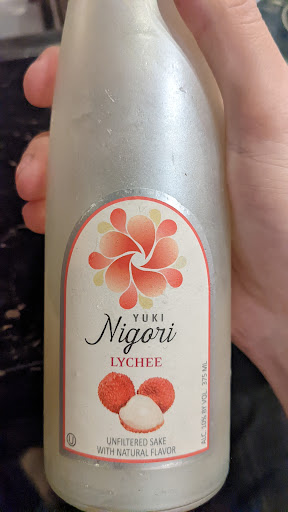 YUKI
Nigori
LYCHEE
UNFILTERED SAKE
WITH NATURAL FLAVOR
ALC. 10% BY VOL. 375 ML
U